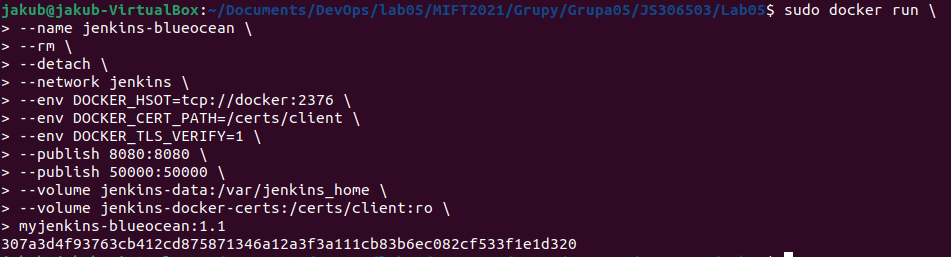 jakub@jakub-VirtualBox:~/Documents/DevOps/lab05/MIFT2021/Grupy/Grupa05/JS306503/Lab05$ sudo docker run \
> --name jenkins-blueocean \
> --rm \
> --detach \
> --network jenkins \
> --env DOCKER_HSOT=tcp://docker:2376 \
> --env DOCKER_CERT_PATH=/certs/client \
> --env DOCKER_TLS_VERIFY=1 \
> --publish 8080:8080 \
> --publish 50000:50000 \
> --volume jenkins-data:/var/jenkins_home \
> --volume jenkins-docker-certs:/certs/client:ro \
> myjenkins-blueocean:1.1
307a3d4f93763cb412cd875871346a12a3f3a111cb83b6ec082cf533f1e1d320